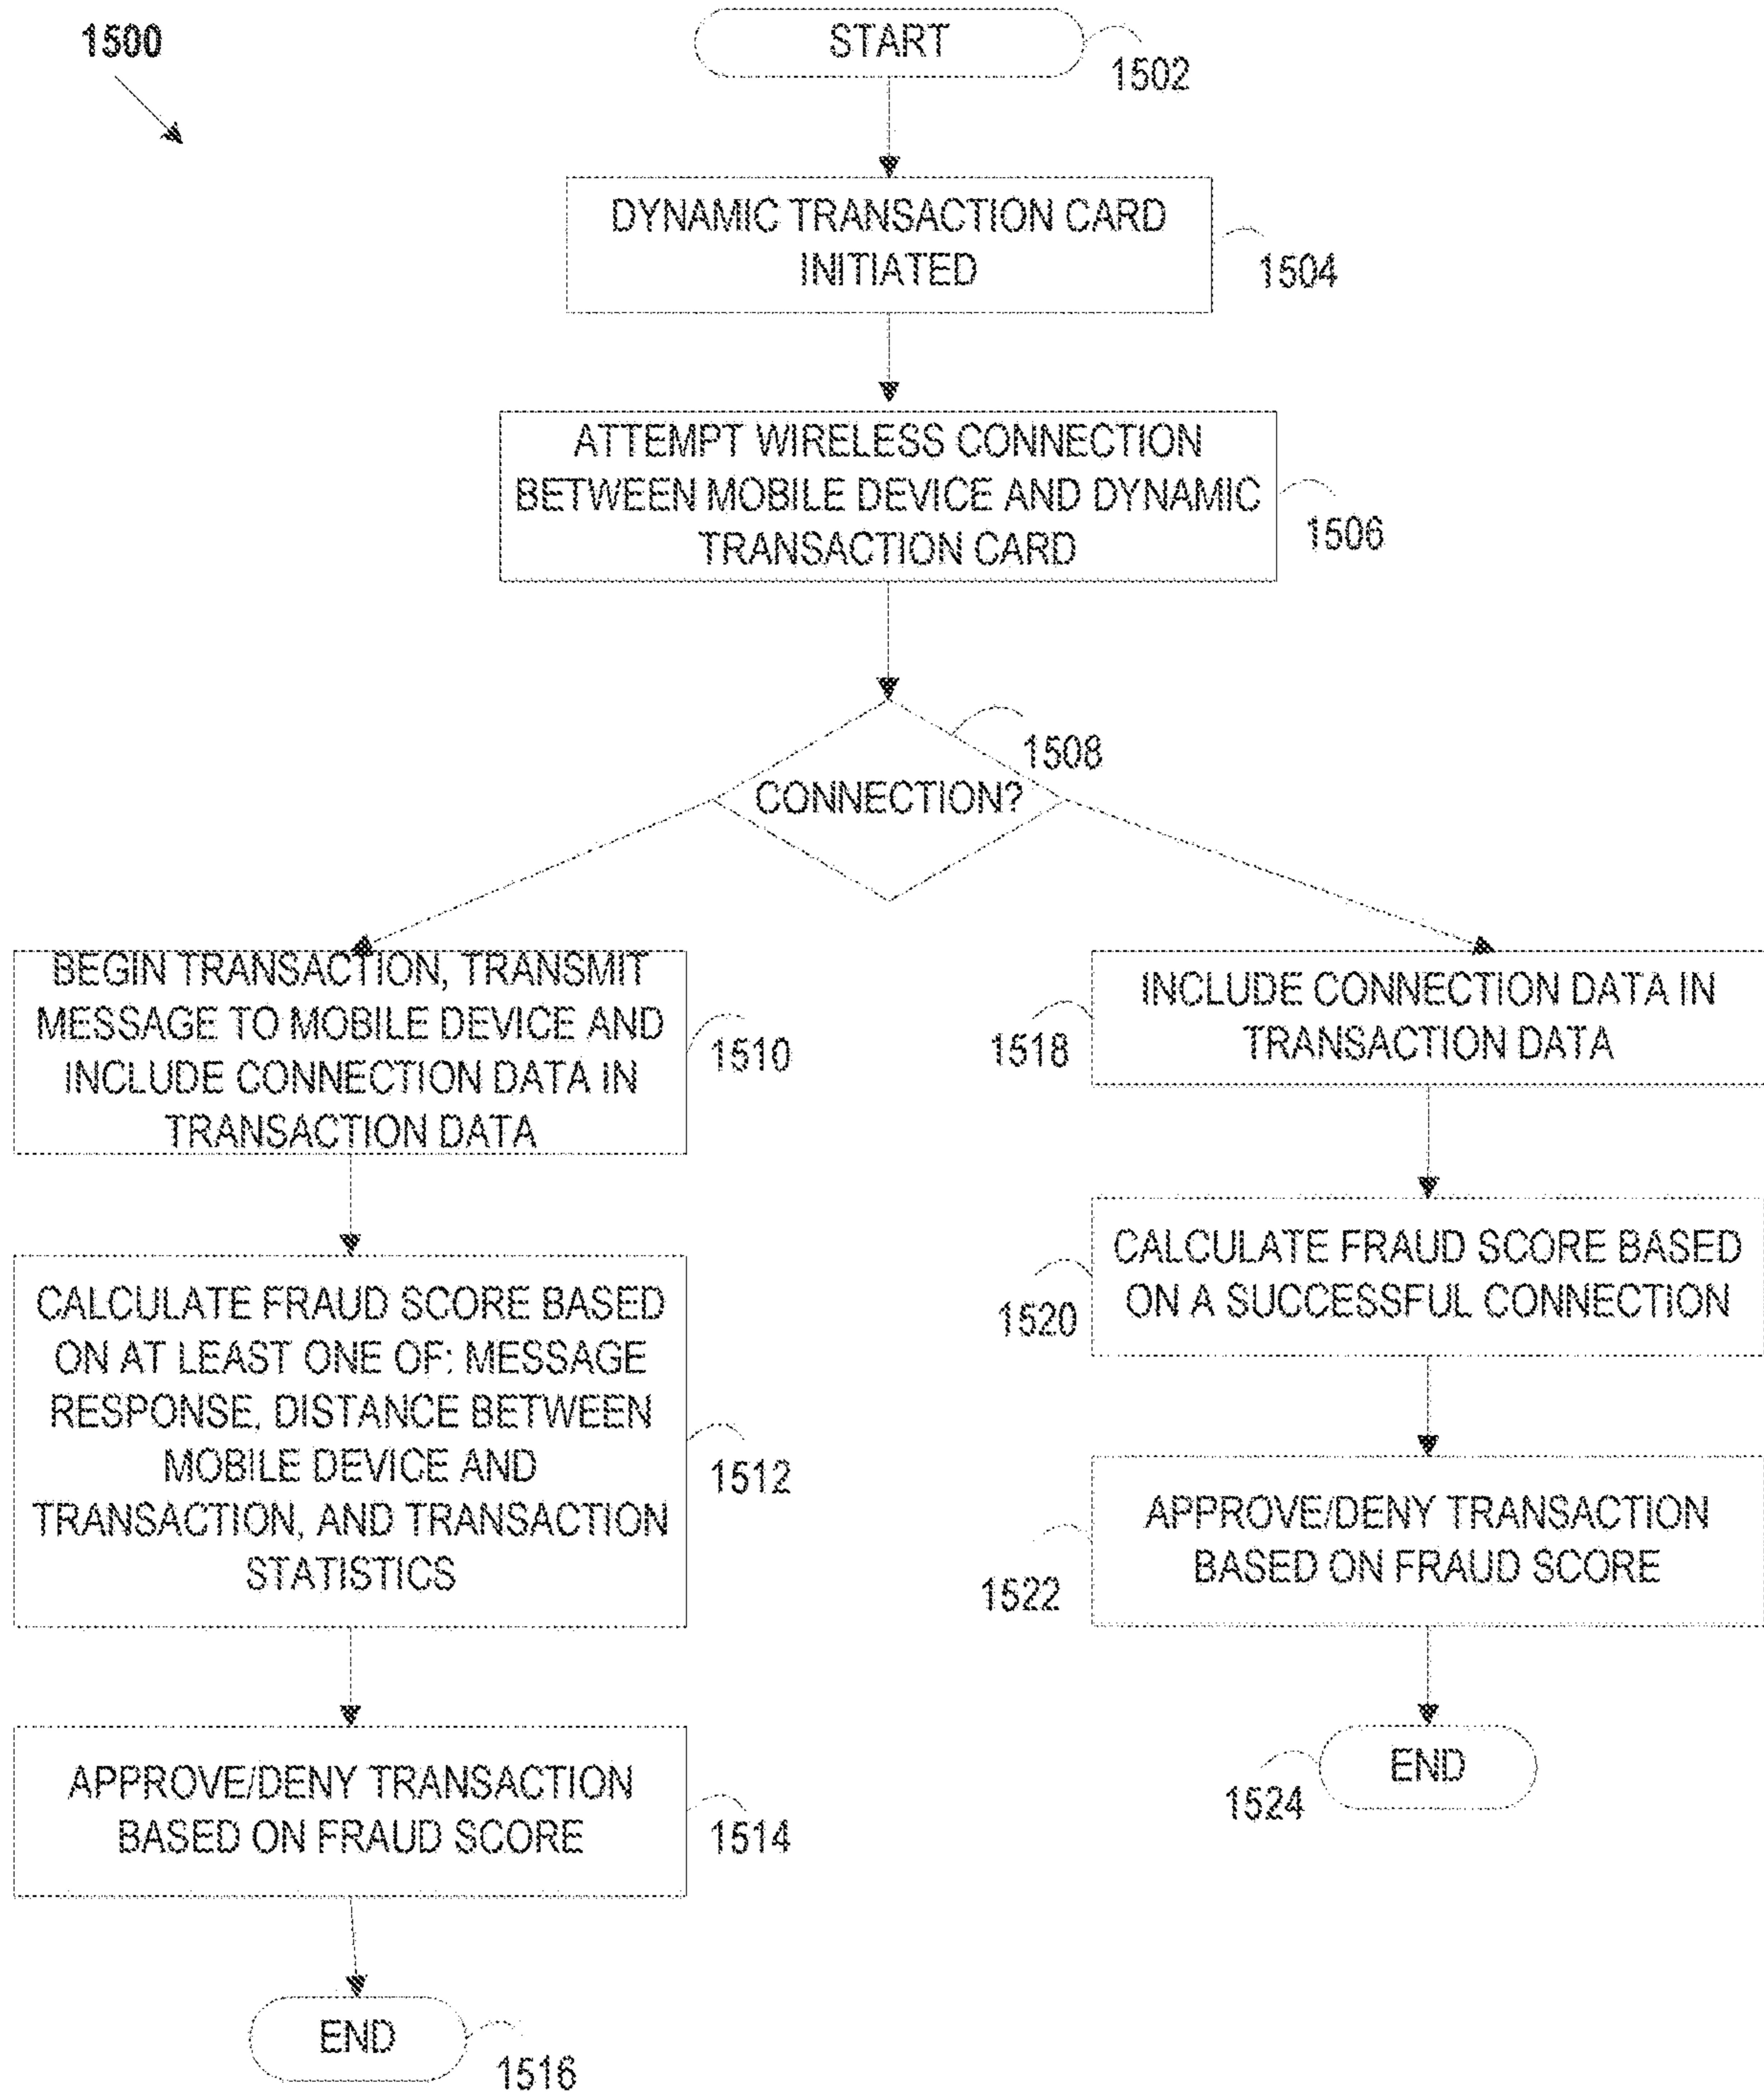 1500
START
1502
DYNAMIC TRANSACTION CARD
INITIATED
1504
ATTEMPT WIRELESS CONNECTION
BETWEEN MOBILE DEVICE AND DYNAMIC
TRANSACTION CARD
1506
1508
CONNECTION?
BEGIN TRANSACTION, TRANSMIT
MESSAGE TO MOBILE DEVICE AND
INCLUDE CONNECTION DATA IN
TRANSACTION DATA
1510
CALCULATE FRAUD SCORE BASED
ON AT LEAST ONE OF: MESSAGE
RESPONSE, DISTANCE BETWEEN
MOBILE DEVICE AND
TRANSACTION, AND TRANSACTION
STATISTICS
1512
APPROVE/DENY TRANSACTION
BASED ON FRAUD SCORE
1514
END
1516
INCLUDE CONNECTION DATA IN
TRANSACTION DATA
1518
CALCULATE FRAUD SCORE BASED
ON A SUCCESSFUL CONNECTION
1520
APPROVE/DENY TRANSACTION
BASED ON FRAUD SCORE
1522
END
1524